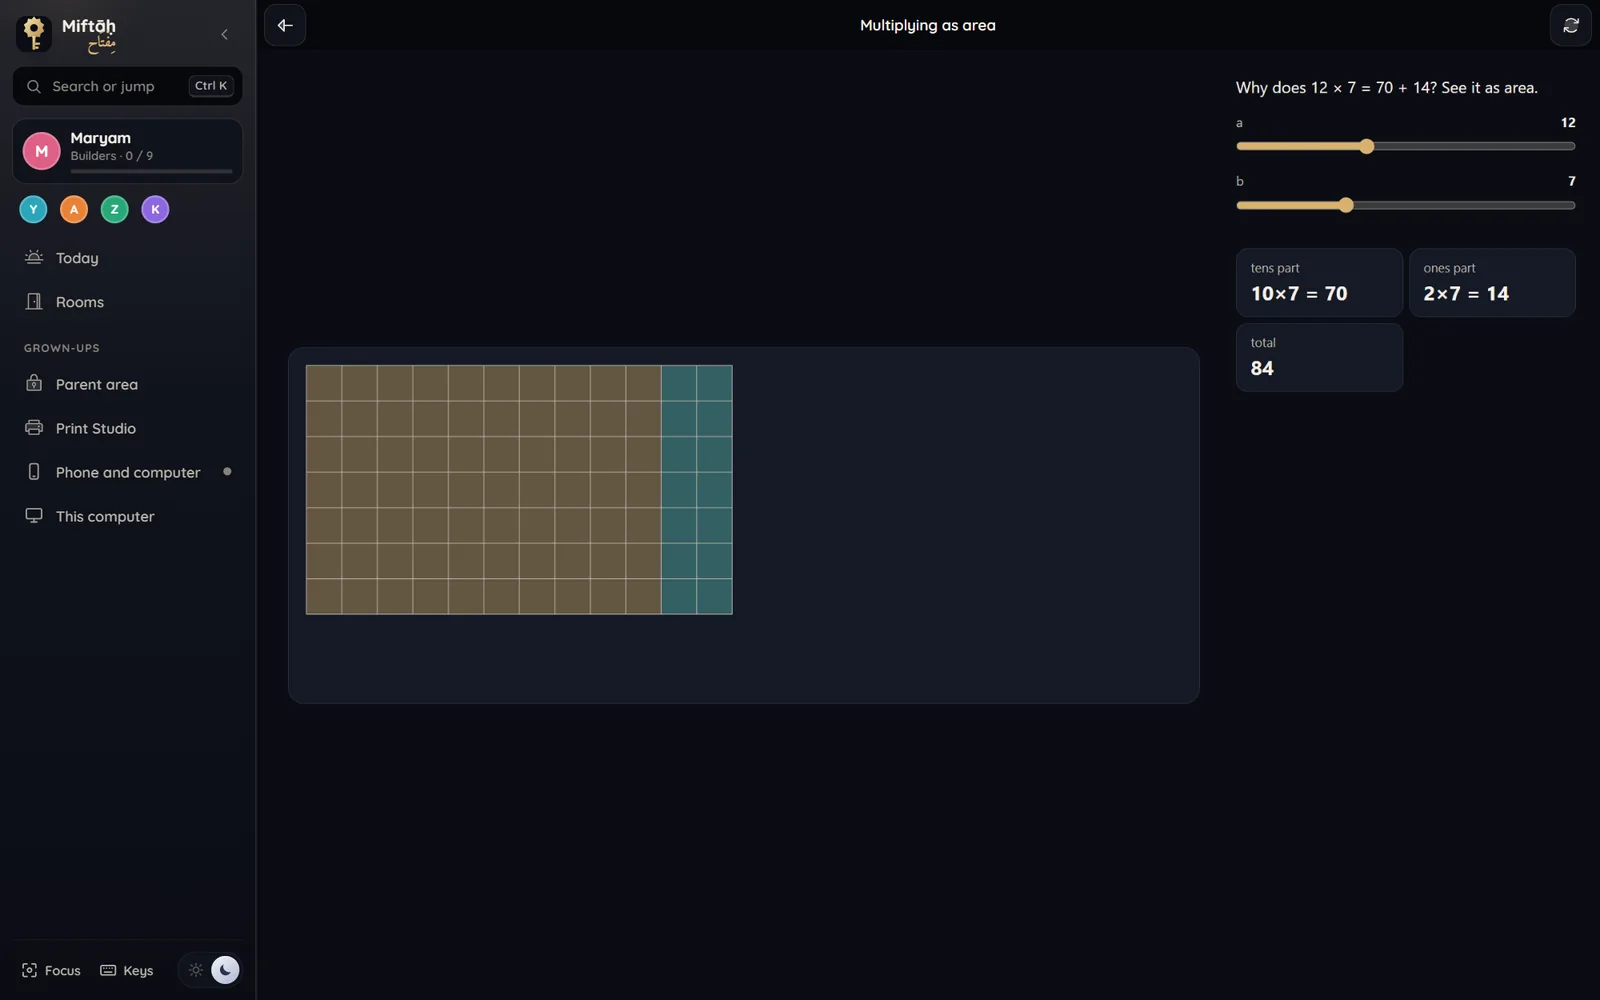 Miftāḥ
مِفتاح
Search or jump
Ctrl K
M
Maryam
Builders · 0 / 9
Y
A
Z
K
Today
Rooms
GROWN-UPS
Parent area
Print Studio
Phone and computer
This computer
Focus
Keys
Multiplying as area
Why does 12 × 7 = 70 + 14? See it as area.
a
12
b
7
tens part
10×7 = 70
ones part
2×7 = 14
total
84